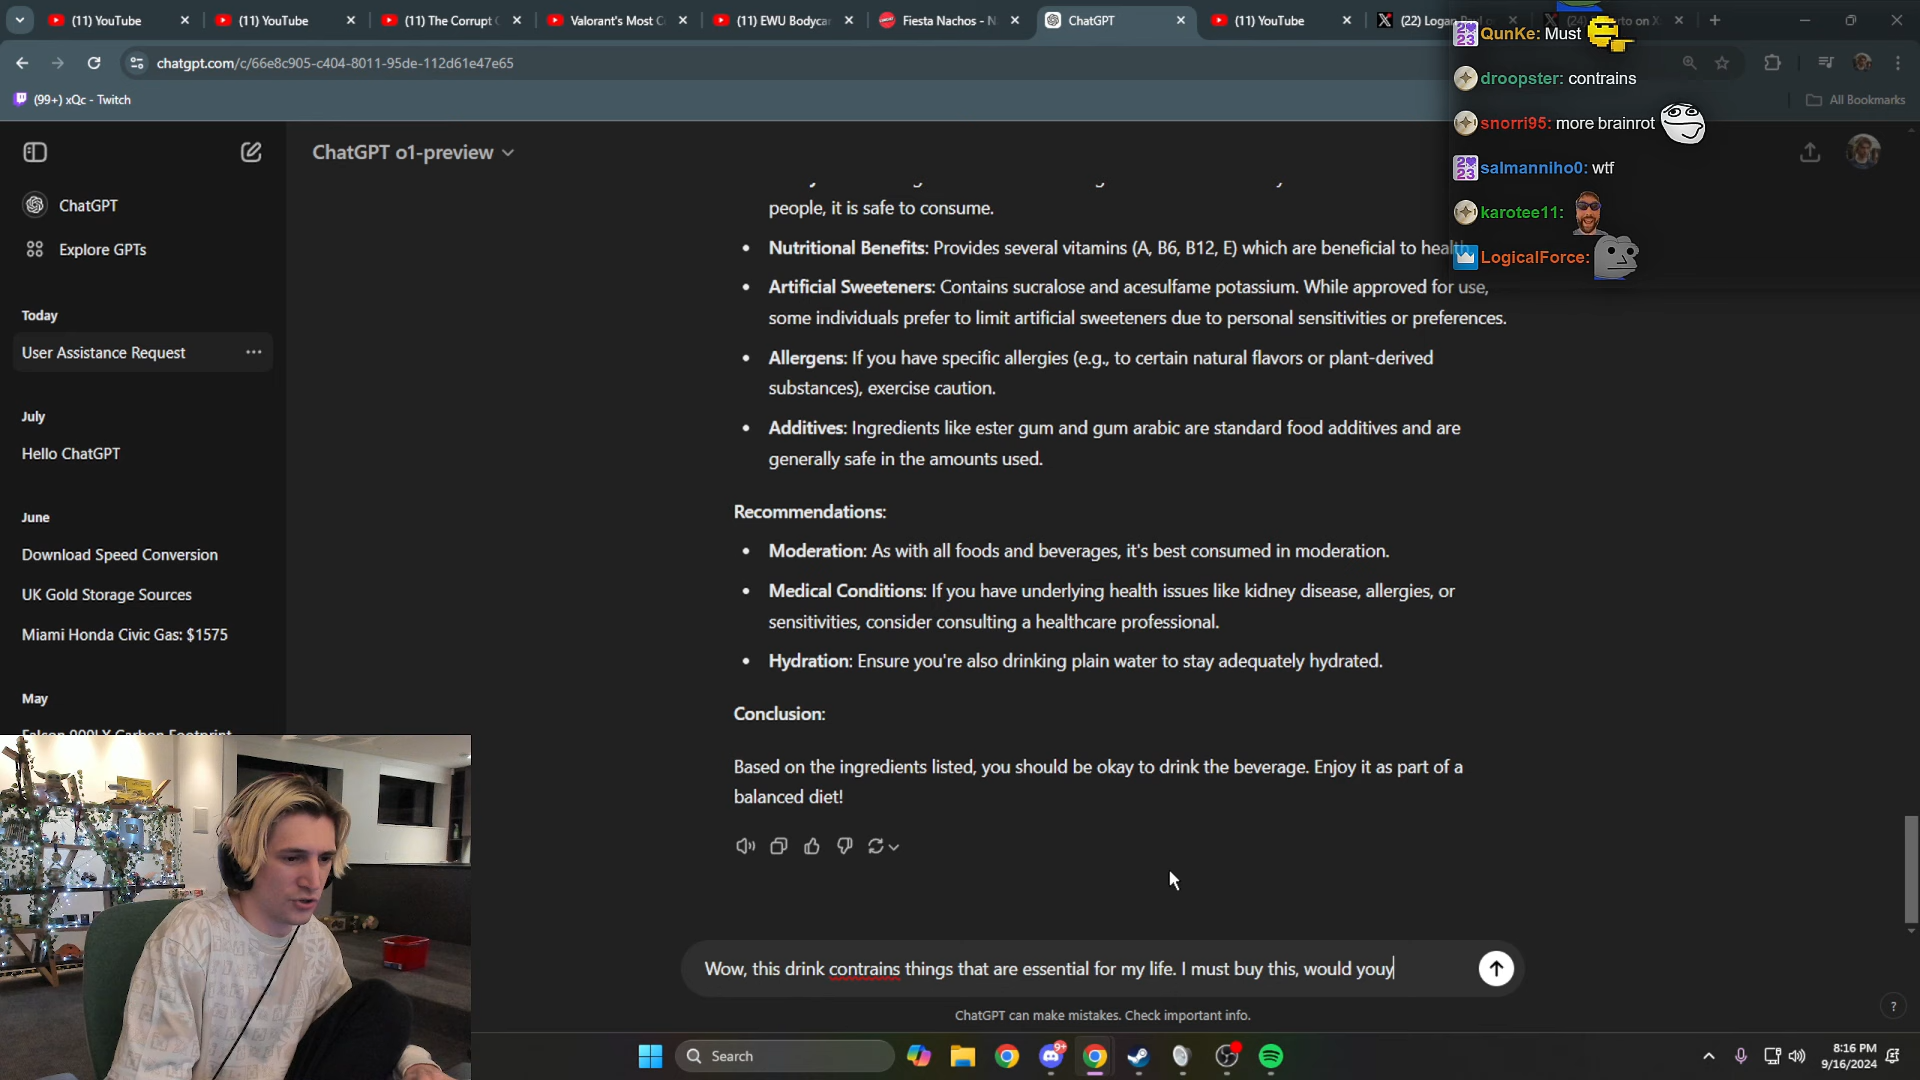 (11) YouTube
(11) YouTube
(11) The Corrupt
Valorant's Most C
(11) EWU Bodycar
Fiesta Nachos - N
ChatGPT
(11) YouTube
(22) Logan Paul o
chatgpt.com/c/66e8c905-c404-8011-95de-112d61e47e65
(99+) xQc - Twitch
All Bookmarks
QunKe: Must
droopster: contrains
snorri95: more brainrot
salmanniho0: wtf
karotee11:
LogicalForce:
ChatGPT
Explore GPTs
Today
User Assistance Request
July
Hello ChatGPT
June
Download Speed Conversion
UK Gold Storage Sources
Miami Honda Civic Gas: $1575
May
ChatGPT o1-preview
people, it is safe to consume.
• Nutritional Benefits: Provides several vitamins (A, B6, B12, E) which are beneficial to health.
• Artificial Sweeteners: Contains sucralose and acesulfame potassium. While approved for use,
some individuals prefer to limit artificial sweeteners due to personal sensitivities or preferences.
• Allergens: If you have specific allergies (e.g., to certain natural flavors or plant-derived
substances), exercise caution.
• Additives: Ingredients like ester gum and gum arabic are standard food additives and are
generally safe in the amounts used.
Recommendations:
• Moderation: As with all foods and beverages, it's best consumed in moderation.
• Medical Conditions: If you have underlying health issues like kidney disease, allergies, or
sensitivities, consider consulting a healthcare professional.
• Hydration: Ensure you're also drinking plain water to stay adequately hydrated.
Conclusion:
Based on the ingredients listed, you should be okay to drink the beverage. Enjoy it as part of a
balanced diet!
Wow, this drink contrains things that are essential for my life. I must buy this, would youy
ChatGPT can make mistakes. Check important info.
?
Search
9+
8:16 PM
9/16/2024